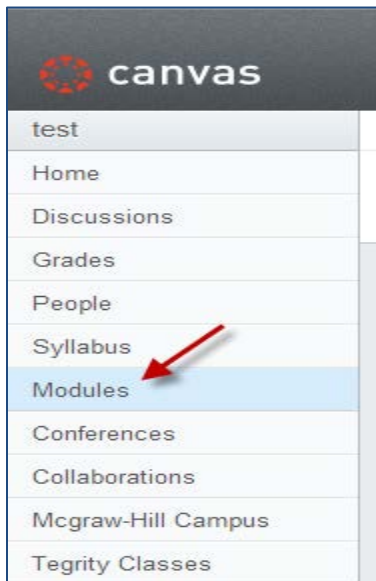 canvas
test
Home
Discussions
Grades
People
Syllabus
Modules
Conferences
Collaborations
Mcgraw-Hill Campus
Tegrity Classes